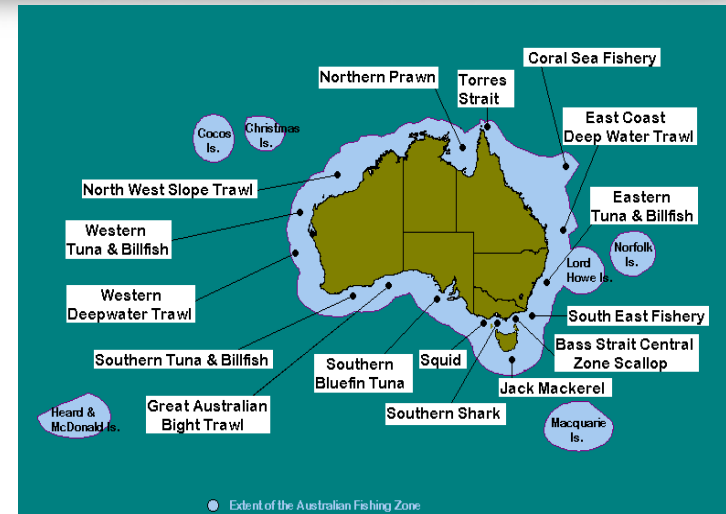 Coral Sea Fishery
Northern Prawn
Torres
Strait
East Coast
Deep Water Trawl
Cocos
Is.
Christmas
Is.
North West Slope Trawl
Eastern
Tuna & Billfish
Western
Tuna & Billfish
Norfolk
Is.
Lord
Howe Is.
Western
Deepwater Trawl
South East Fishery
Bass Strait Central
Zone Scallop
Southern Tuna & Billfish
Southern
Bluefin Tuna
Squid
Jack Mackerel
Great Australian
Bight Trawl
Southern Shark
Heard &
McDonald Is.
Macquarie
Is.
Extent of the Australian Fishing Zone